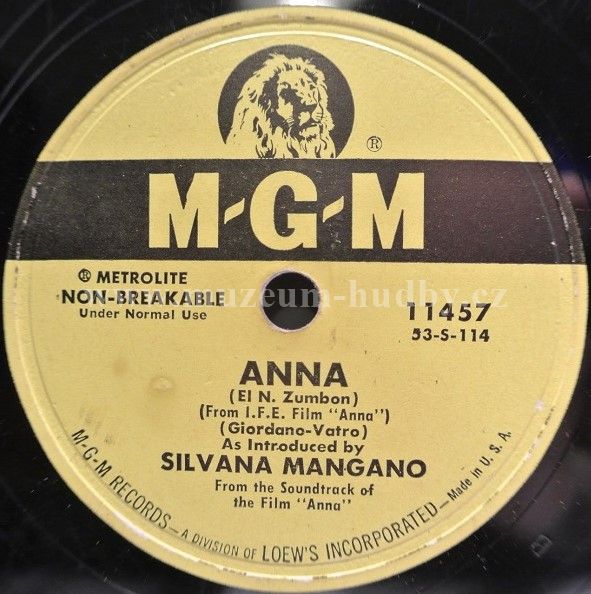 ®
M-G-M
® METROLITE
NON-BREAKABLE
Under Normal Use
11457
53-S-114
www.muzeum-hudby.cz
ANNA
(El N. Zumbon)
(From I.F.E. Film "Anna")
(Giordano-Vatro)
As Introduced by
SILVANA MANGANO
From the Soundtrack of
the Film "Anna"
M-G-M RECORDS—A DIVISION OF LOEW'S INCORPORATED—Made in U. S. A.